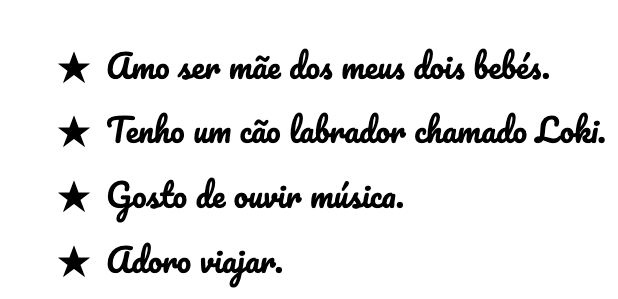 ★ Amo ser mãe dos meus dois bebés.
★ Tenho um cão labrador chamado Loki.
★ Gosto de ouvir música.
★ Adoro viajar.